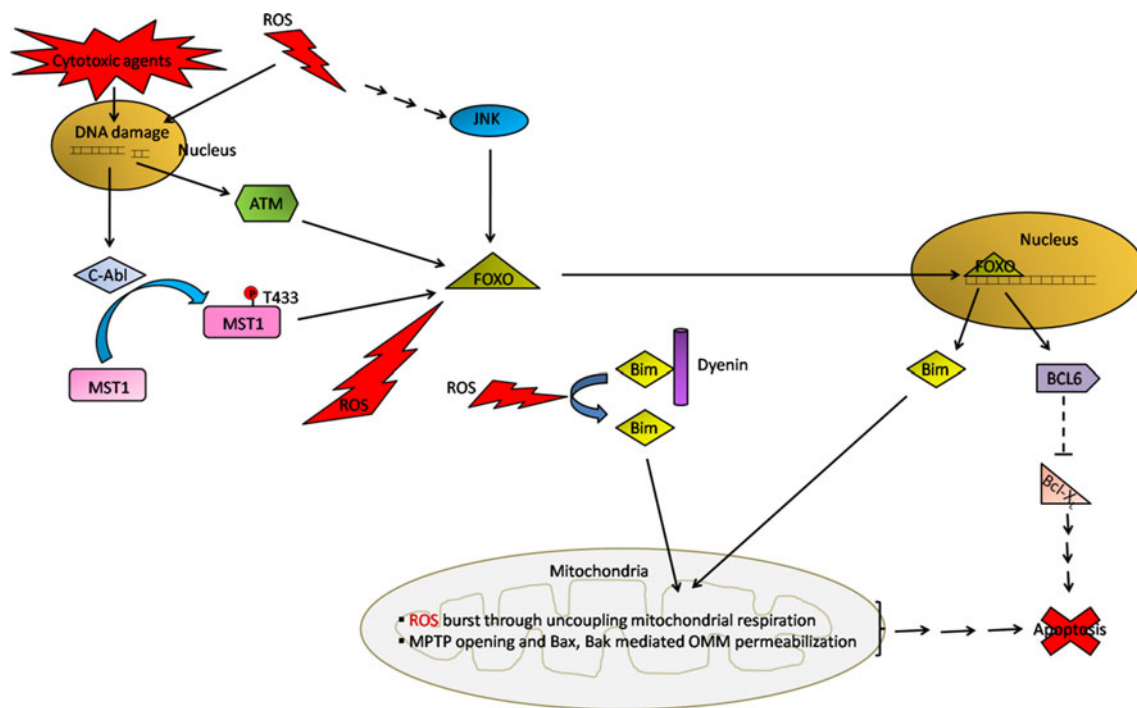 ROS
Cytotoxic agents
JNK
DNA damage
Nucleus
ATM
Nucleus
C-Abl
FOXO
FOXO
P
T433
MST1
MST1
ROS
ROS
Bim
Dyenin
Bim
Bim
BCL6
Bcl-XL
Mitochondria
▪ ROS burst through uncoupling mitochondrial respiration
▪ MPTP opening and Bax, Bak mediated OMM permeabilization
Apoptosis